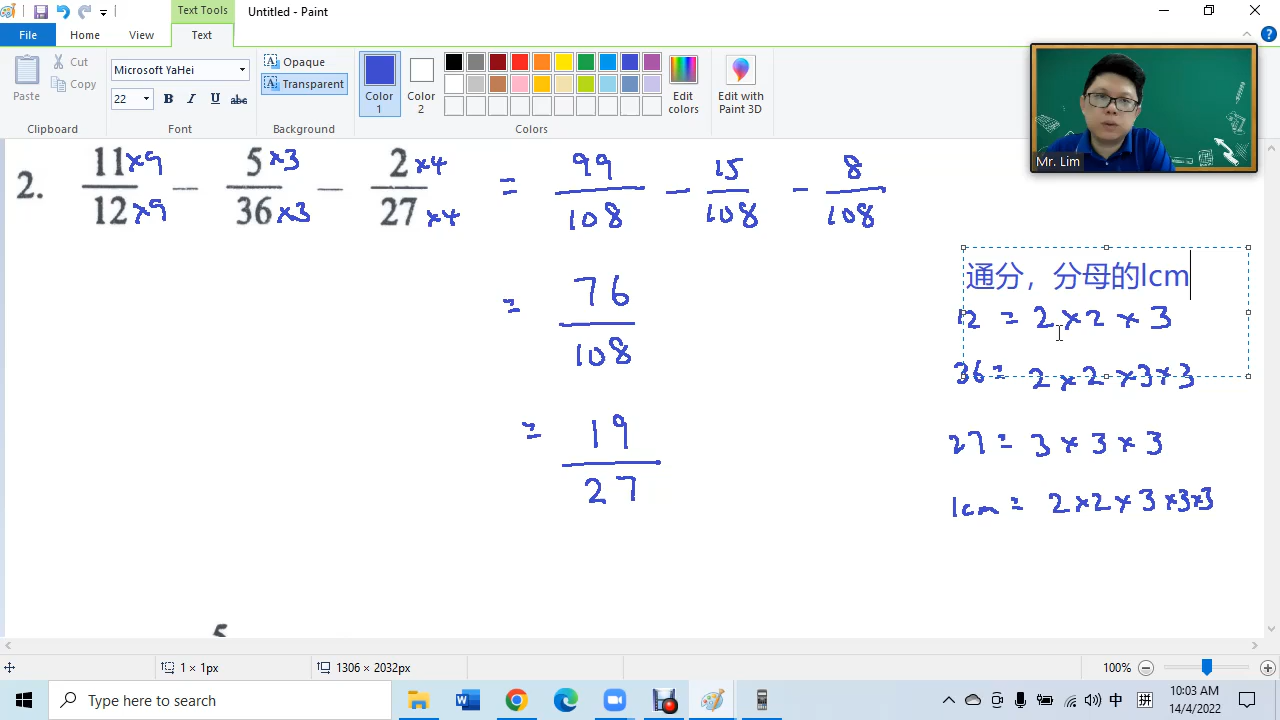 Text Tools
Untitled - Paint
File
Home
View
Text
Paste
Cut
Copy
Clipboard
Microsoft YaHei
22
B I U abc
Font
Opaque
Transparent
Background
Color 1
Color 2
Colors
Edit colors
Edit with Paint 3D
Mr. Lim
2. 11×9/12×9 − 5×3/36×3 − 2×4/27×4 = 99/108 − 15/108 − 8/108
= 76/108
= 19/27
通分，分母的lcm
12 = 2×2×3
36 = 2×2×3×3
27 = 3×3×3
lcm = 2×2×3×3×3
5
1 × 1px
1306 × 2032px
100%
Type here to search
中
拼
10:03 AM
14/4/2022